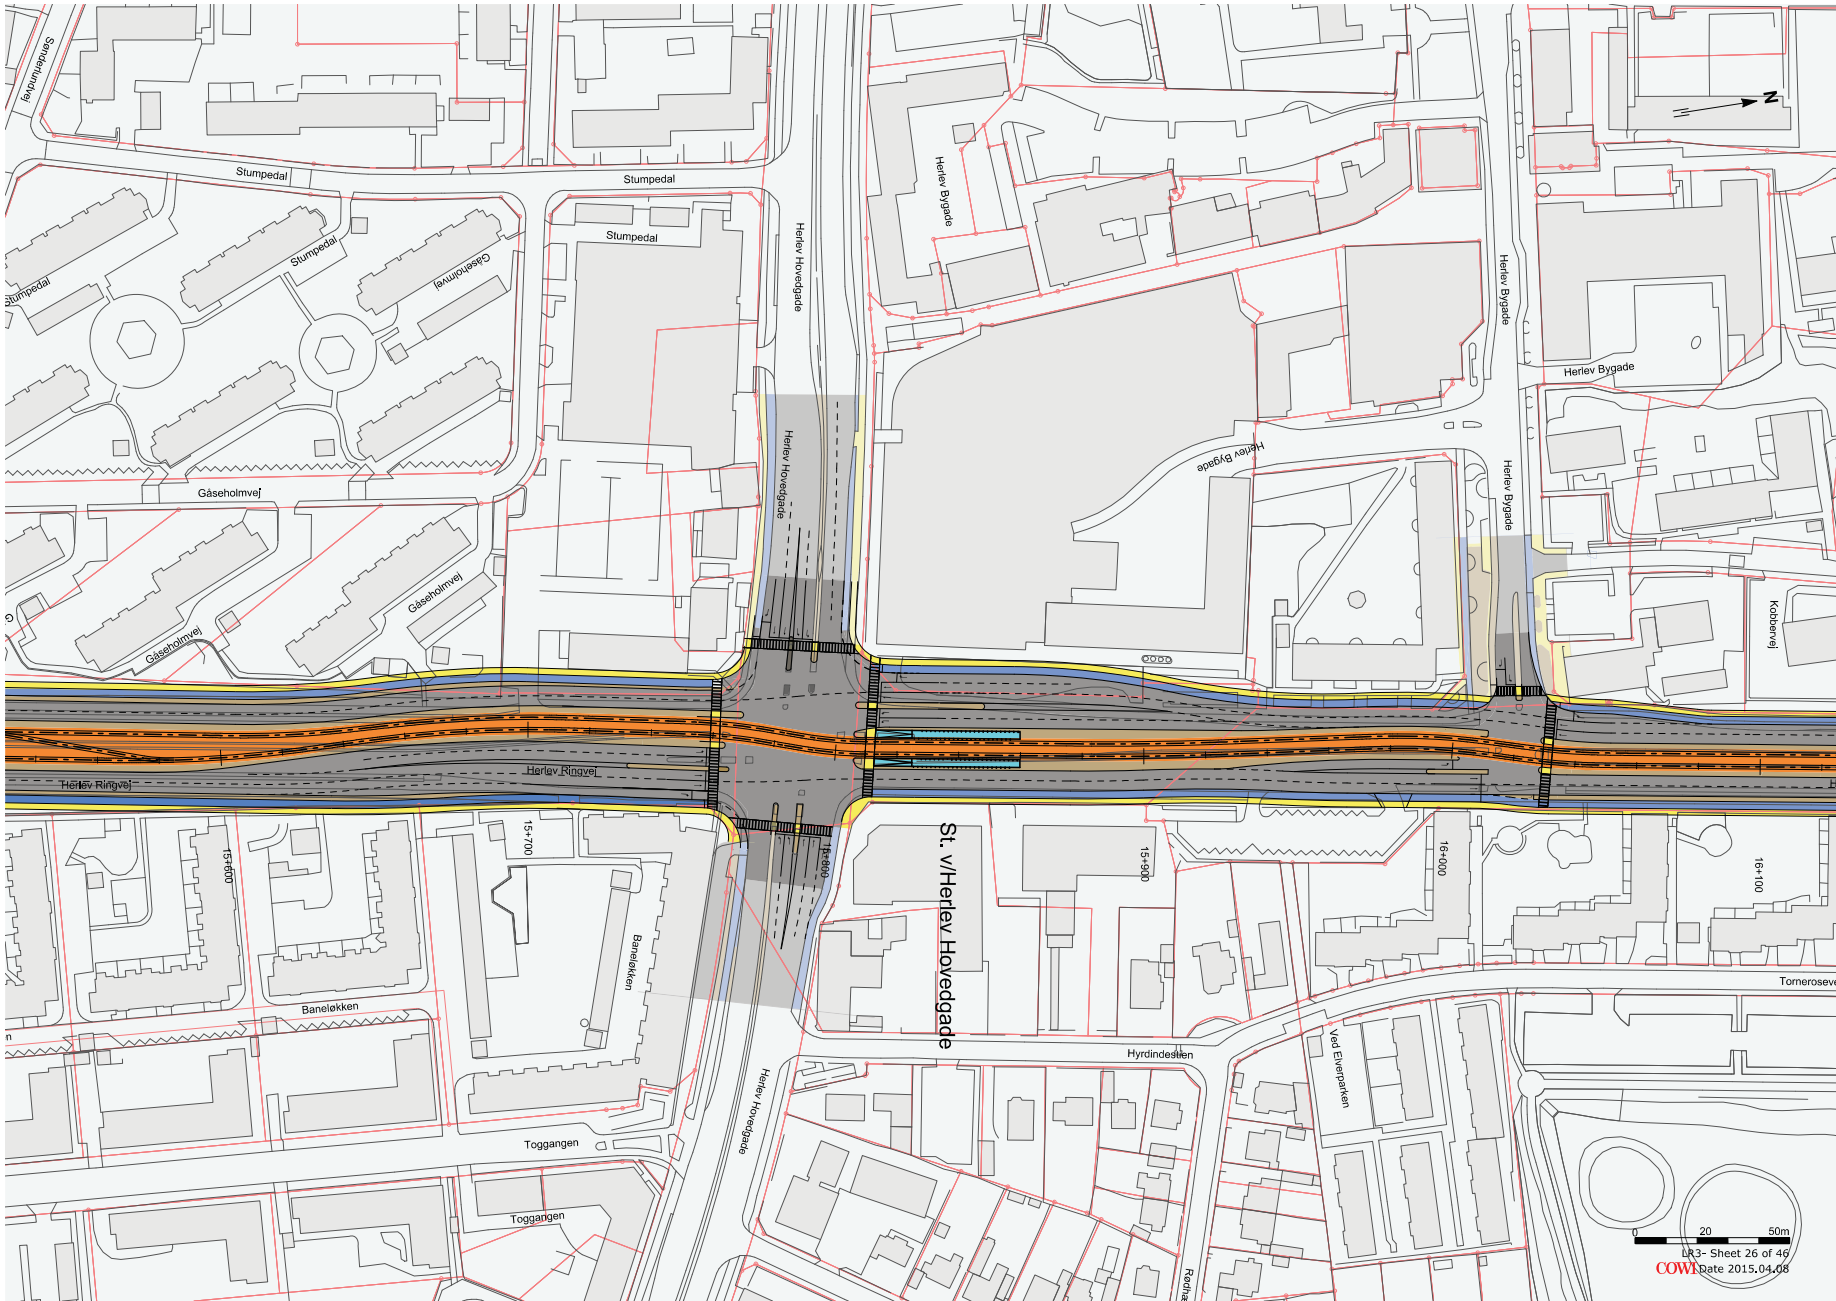 Sønderlundvej
N
Stumpedal
Stumpedal
Herlev Bygade
Stumpedal
Stumpedal
Gåseholmvej
Stumpedal
Herlev Hovedgade
Herlev Bygade
Herlev Bygade
Herlev Hovedgade
Herlev Bygade
Herlev Bygade
Gåseholmvej
Gåseholmvej
Gåseholmvej
Kobbervej
Herlev Ringvej
Herlev Ringvej
15+600
15+700
15+800
St. v/Herlev Hovedgade
15+900
16+000
16+100
Baneløkken
Baneløkken
Torneroseve
Hyrdindestien
Ved Elverparken
Herlev Hovedgade
Toggangen
Toggangen
Rødhæ
0 20 50m
LR3- Sheet 26 of 46
COWI Date 2015.04.08